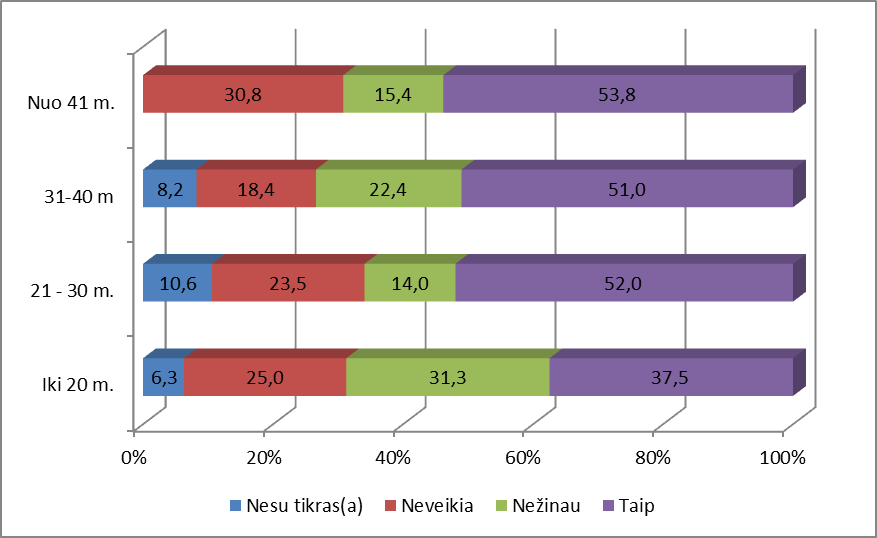 Nuo 41 m.
30,8 15,4 53,8
31-40 m
8,2 18,4 22,4 51,0
21 - 30 m.
10,6 23,5 14,0 52,0
Iki 20 m.
6,3 25,0 31,3 37,5
0% 20% 40% 60% 80% 100%
Nesu tikras(a) Neveikia Nežinau Taip